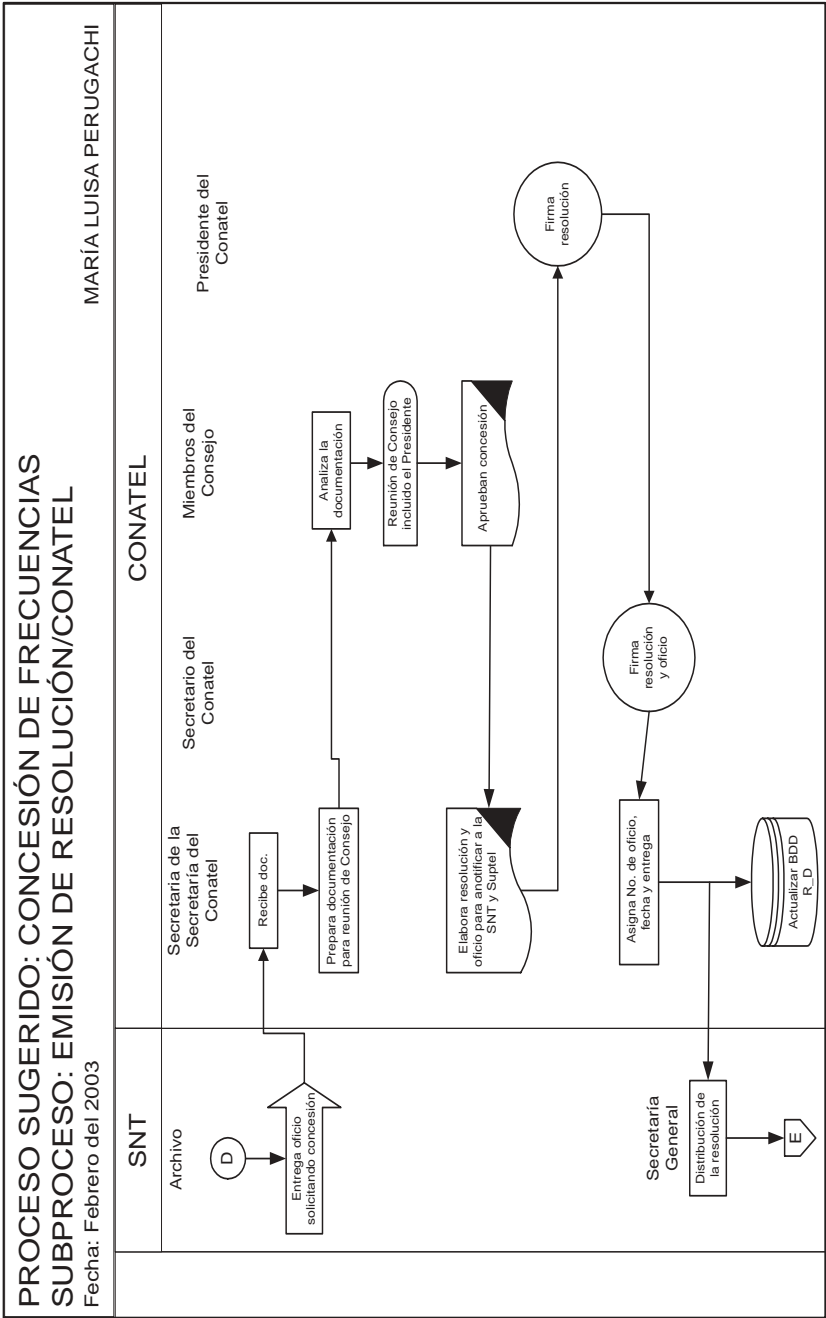 PROCESO SUGERIDO: CONCESIÓN DE FRECUENCIAS
SUBPROCESO: EMISIÓN DE RESOLUCIÓN/CONATEL
Fecha: Febrero del 2003
MARÍA LUISA PERUGACHI
SNT
CONATEL
Archivo
Secretaria de la
Secretaría del
Conatel
Secretario del
Conatel
Miembros del
Consejo
Presidente del
Conatel
D
Entrega oficio
solicitando concesión
Recibe doc.
Prepara documentación
para reunión de Consejo
Analiza la
documentación
Reunión de Consejo
incluido el Presidente
Aprueban concesión
Elabora resolución y
oficio para anotificar a la
SNT y Suptel
Firma
resolución
Firma
resolución
y oficio
Asigna No. de oficio,
fecha y entrega
Actualizar BDD
R_D
Secretaría
General
Distribución de
la resolución
E